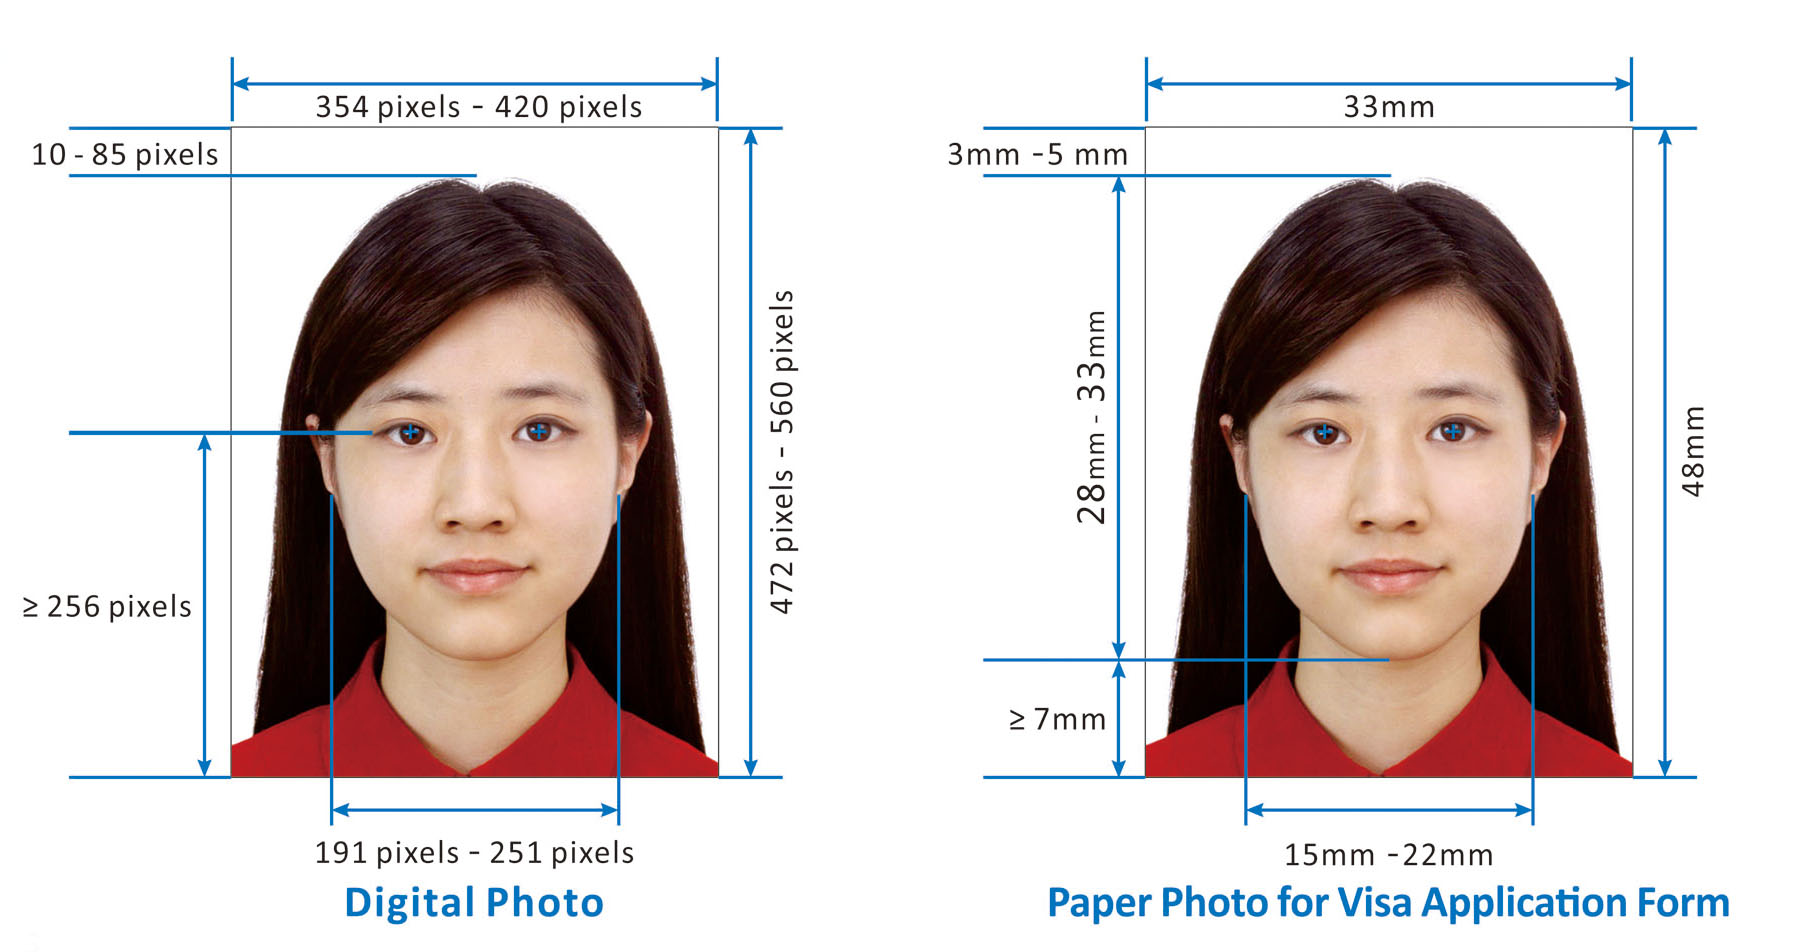 354 pixels - 420 pixels
10 - 85 pixels
472 pixels - 560 pixels
≥ 256 pixels
191 pixels - 251 pixels
Digital Photo
33mm
3mm -5 mm
28mm - 33mm
48mm
≥ 7mm
15mm -22mm
Paper Photo for Visa Application Form